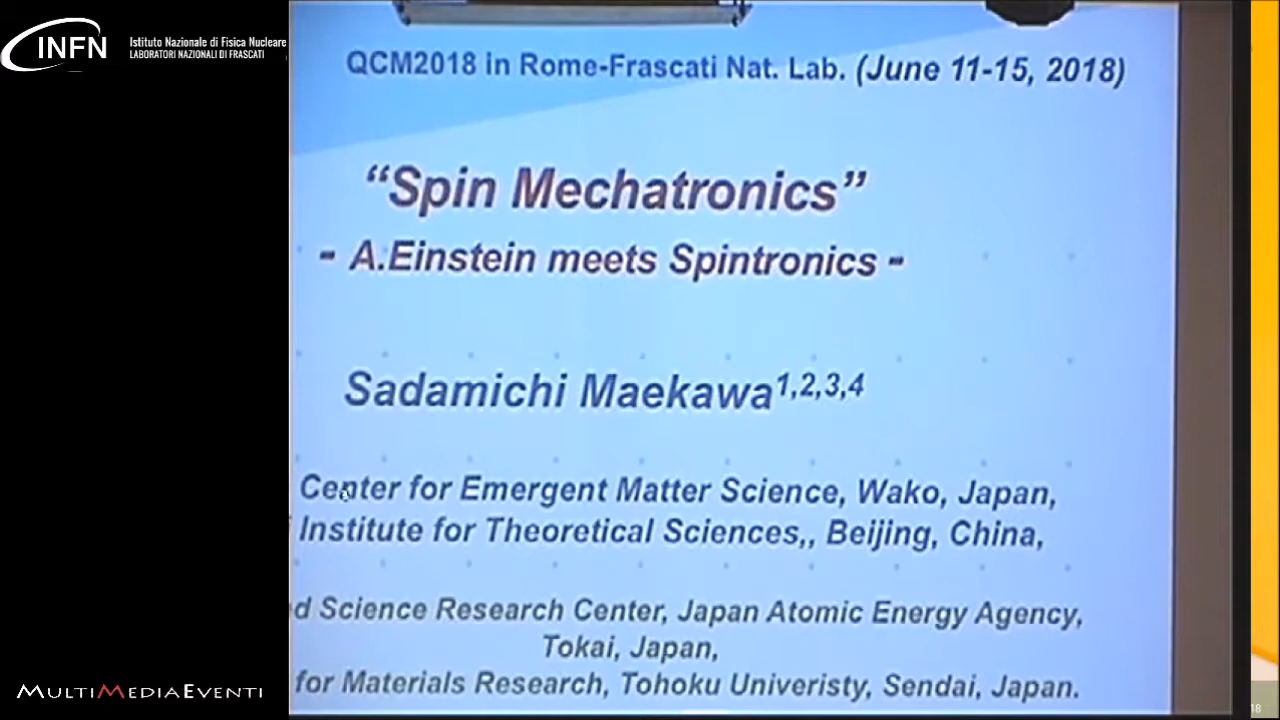 INFN
Istituto Nazionale di Fisica Nucleare
LABORATORI NAZIONALI DI FRASCATI
QCM2018 in Rome-Frascati Nat. Lab. (June 11-15, 2018)
“Spin Mechatronics”
- A.Einstein meets Spintronics -
Sadamichi Maekawa1,2,3,4
Center for Emergent Matter Science, Wako, Japan,
Institute for Theoretical Sciences,, Beijing, China,
d Science Research Center, Japan Atomic Energy Agency,
Tokai, Japan,
for Materials Research, Tohoku Univeristy, Sendai, Japan.
MULTIMEDIAEVENTI
18